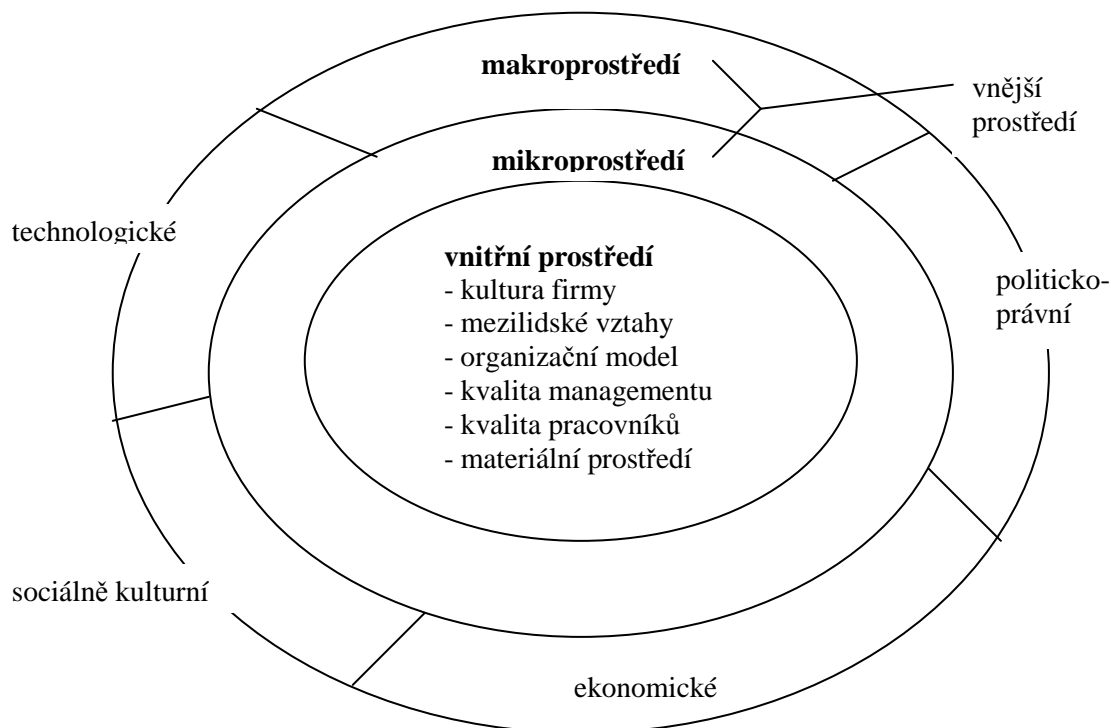 makroprostředí
vnější
prostředí
mikroprostředí
technologické
vnitřní prostředí
- kultura firmy
- mezilidské vztahy
- organizační model
- kvalita managementu
- kvalita pracovníků
- materiální prostředí
politicko-
právní
sociálně kulturní
ekonomické